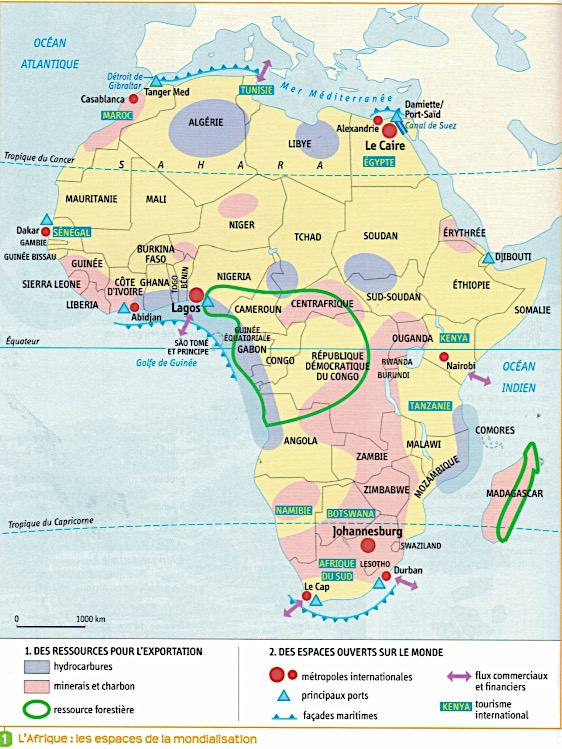 OCÉAN
ATLANTIQUE
Détroit de
Gibraltar
Tanger Med
Casablanca
MAROC
TUNISIE
Mer Méditerranée
Damiette/
Port-Saïd
Canal de Suez
Alexandrie
Le Caire
ÉGYPTE
ALGÉRIE
LIBYE
Tropique du Cancer
SAHARA
MAURITANIE
MALI
NIGER
TCHAD
SOUDAN
ÉRYTHRÉE
DJIBOUTI
Dakar
SÉNÉGAL
GAMBIE
GUINÉE BISSAU
GUINÉE
SIERRA LEONE
LIBERIA
BURKINA
FASO
CÔTE
D'IVOIRE
GHANA
TOGO
BÉNIN
NIGERIA
Lagos
Abidjan
CAMEROUN
CENTRAFRIQUE
SUD-SOUDAN
ÉTHIOPIE
SOMALIE
Équateur
SÃO TOMÉ
ET PRINCIPE
Golfe de Guinée
GUINÉE
ÉQUATORIALE
GABON
CONGO
RÉPUBLIQUE
DÉMOCRATIQUE
DU CONGO
OUGANDA
KENYA
RWANDA
BURUNDI
Nairobi
OCÉAN
INDIEN
TANZANIE
COMORES
ANGOLA
ZAMBIE
MALAWI
MOZAMBIQUE
ZIMBABWE
MADAGASCAR
NAMIBIE
BOTSWANA
Tropique du Capricorne
Johannesburg
SWAZILAND
AFRIQUE
DU SUD
LESOTHO
Durban
Le Cap
0 1000 km
1. DES RESSOURCES POUR L'EXPORTATION
hydrocarbures
minerais et charbon
ressource forestière
2. DES ESPACES OUVERTS SUR LE MONDE
métropoles internationales
principaux ports
façades maritimes
flux commerciaux
et financiers
KENYA
tourisme
international
1 L'Afrique : les espaces de la mondialisation